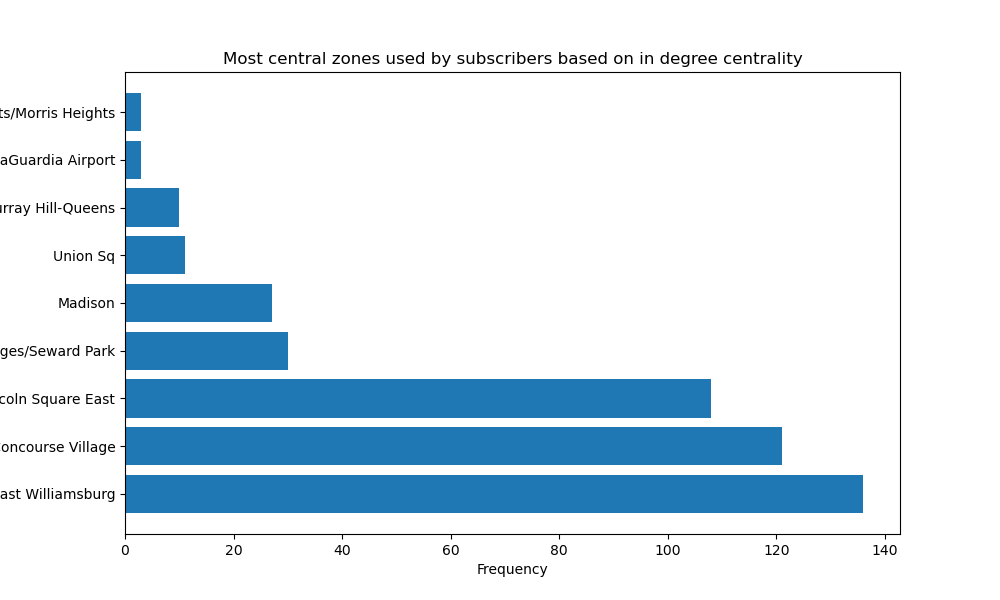 Most central zones used by subscribers based on in degree centrality
ts/Morris Heights
aGuardia Airport
urray Hill-Queens
Union Sq
Madison
ges/Seward Park
coln Square East
Concourse Village
ast Williamsburg
0 20 40 60 80 100 120 140
Frequency